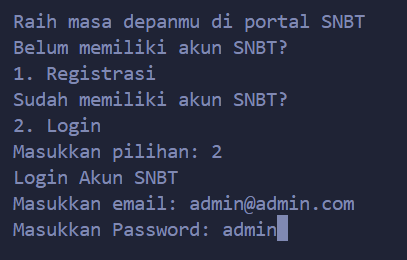 Raih masa depanmu di portal SNBT
Belum memiliki akun SNBT?
1. Registrasi
Sudah memiliki akun SNBT?
2. Login
Masukkan pilihan: 2
Login Akun SNBT
Masukkan email: admin@admin.com
Masukkan Password: admin